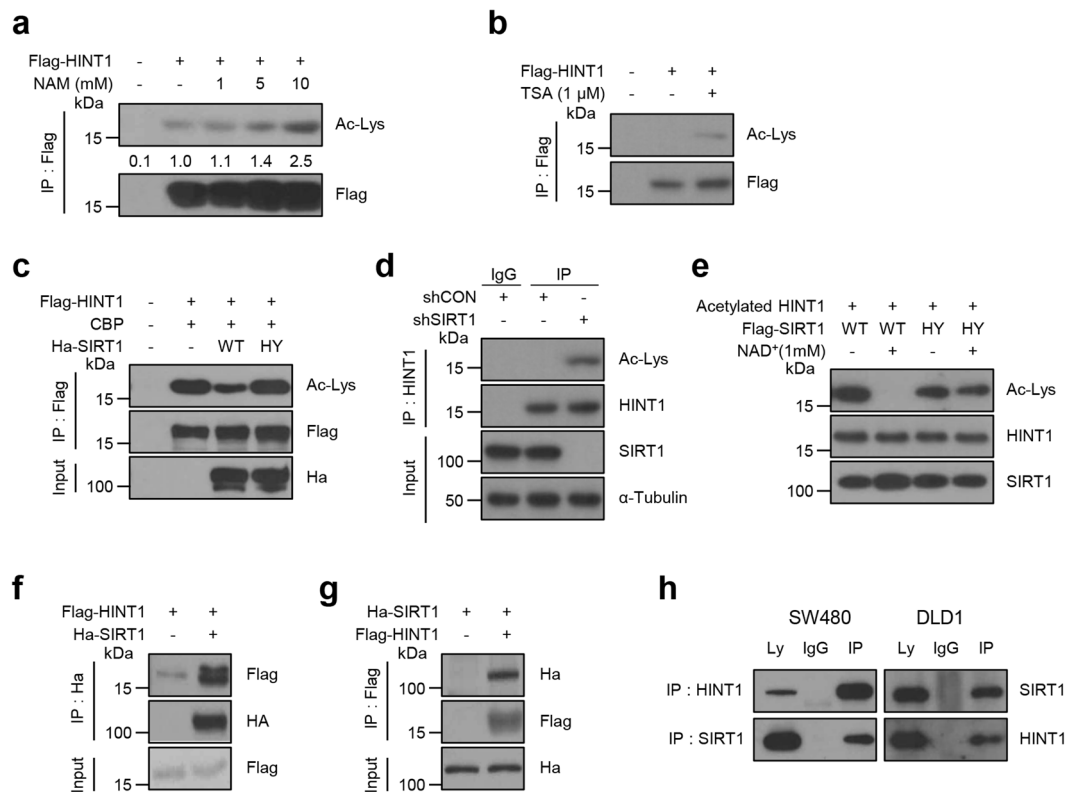 a
Flag-HINT1 - + + + +
NAM (mM) - - 1 5 10
kDa
IP : Flag
15 Ac-Lys
0.1 1.0 1.1 1.4 2.5
15 Flag
b
Flag-HINT1 - + +
TSA (1 μM) - - +
kDa
IP : Flag
15 Ac-Lys
15 Flag
c
Flag-HINT1 - + + +
CBP - + + +
Ha-SIRT1 - - WT HY
kDa
IP : Flag
Ac-Lys
15 Flag
Input
100 Ha
d
IgG IP
shCON + + -
shSIRT1 - - +
kDa
IP : HINT1
15 Ac-Lys
15 HINT1
Input
100 SIRT1
50 α-Tubulin
e
Acetylated HINT1 + + + +
Flag-SIRT1 WT WT HY HY
NAD⁺(1mM) - + - +
kDa
15 Ac-Lys
15 HINT1
100 SIRT1
f
Flag-HINT1 + +
Ha-SIRT1 - +
kDa
IP : Ha
15 Flag
100 HA
Input
15 Flag
g
Ha-SIRT1 + +
Flag-HINT1 - +
kDa
IP : Flag
100 Ha
15 Flag
Input
100 Ha
h
SW480 DLD1
Ly IgG IP Ly IgG IP
IP : HINT1 SIRT1
IP : SIRT1 HINT1